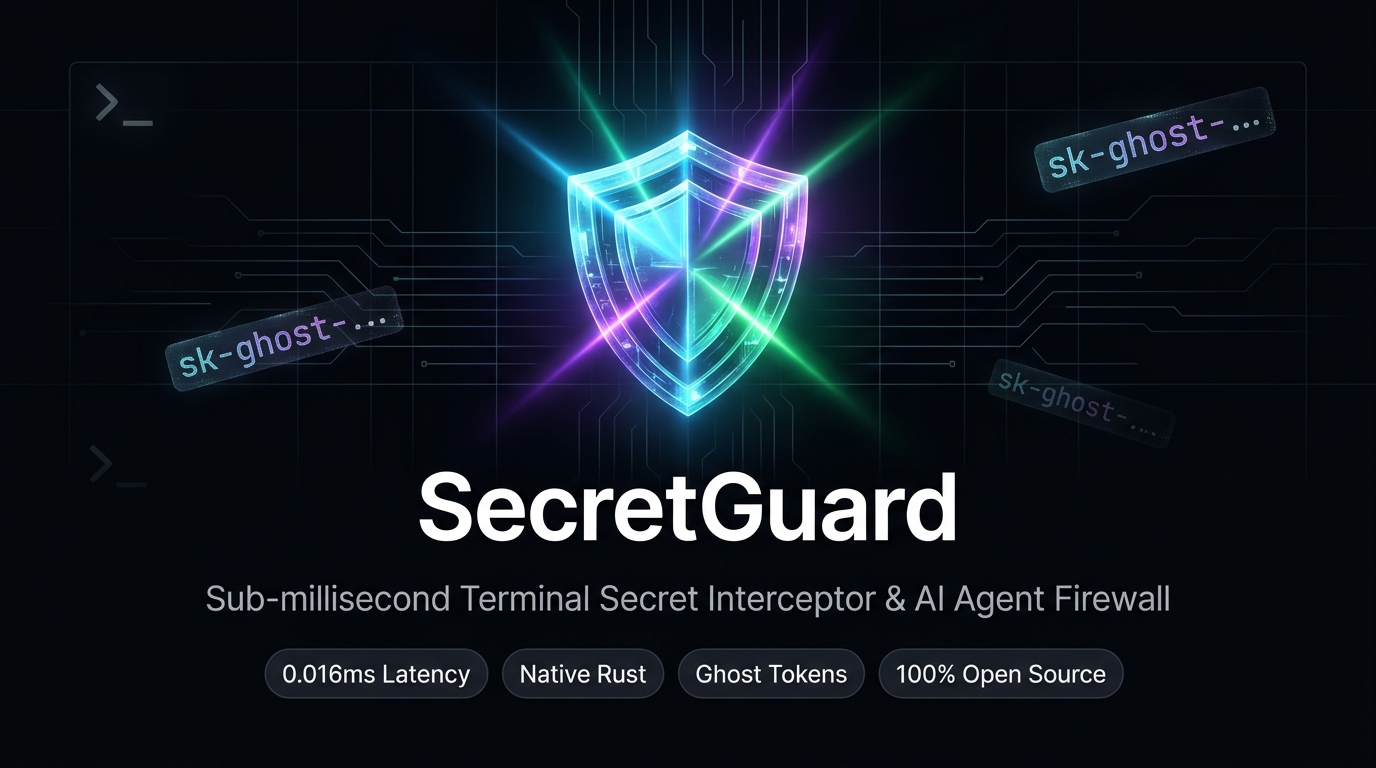 >_
sk-ghost-...
sk-ghost-...
sk-ghost-....
>_
SecretGuard
Sub-millisecond Terminal Secret Interceptor & AI Agent Firewall
0.016ms Latency
Native Rust
Ghost Tokens
100% Open Source